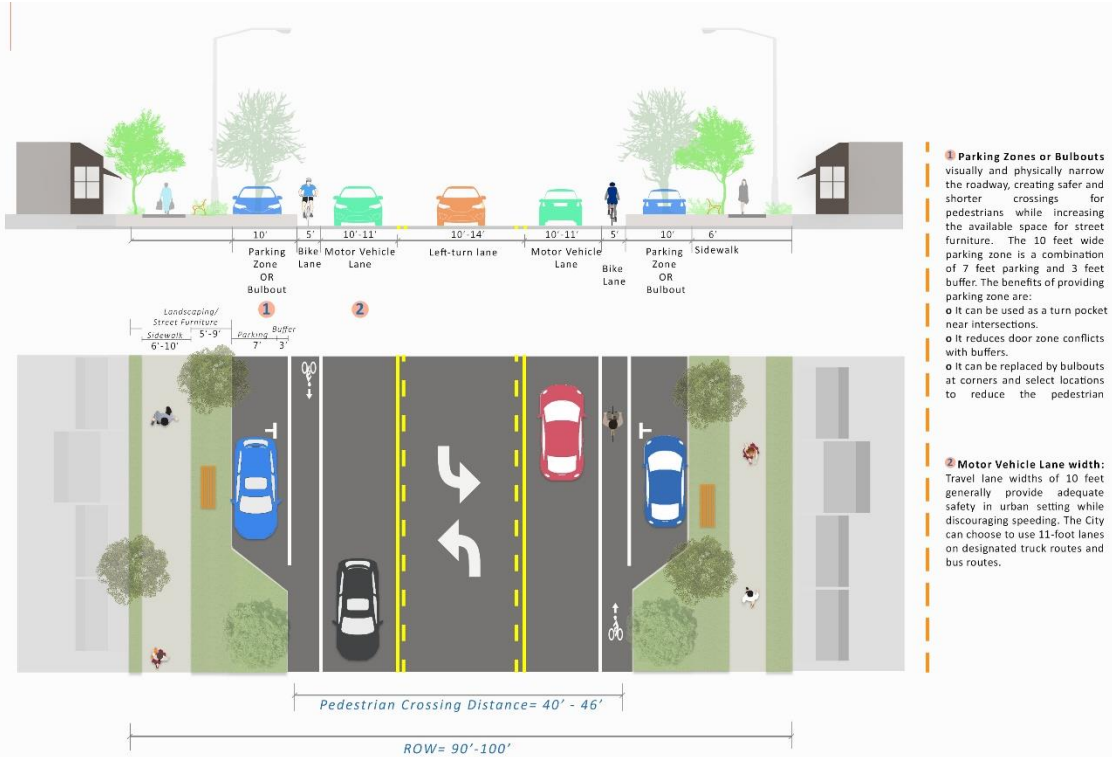 10' 5' 10'-11' 10'-14' 10'-11' 5' 10' 6'
Parking
Zone
OR
Bulbout
Bike
Lane
Motor Vehicle
Lane
Left-turn lane
Motor Vehicle
Lane
Bike
Lane
Parking
Zone
OR
Bulbout
Sidewalk
1
2
Landscaping/
Street Furniture
Sidewalk
6'-10'
5'-9'
Parking
7'
Buffer
3'
Pedestrian Crossing Distance= 40' - 46'
ROW= 90'-100'
1 Parking Zones or Bulbouts
visually and physically narrow
the roadway, creating safer and
shorter crossings for
pedestrians while increasing
the available space for street
furniture. The 10 feet wide
parking zone is a combination
of 7 feet parking and 3 feet
buffer. The benefits of providing
parking zone are:
o It can be used as a turn pocket
near intersections.
o It reduces door zone conflicts
with buffers.
o It can be replaced by bulbouts
at corners and select locations
to reduce the pedestrian
2 Motor Vehicle Lane width:
Travel lane widths of 10 feet
generally provide adequate
safety in urban setting while
discouraging speeding. The City
can choose to use 11-foot lanes
on designated truck routes and
bus routes.